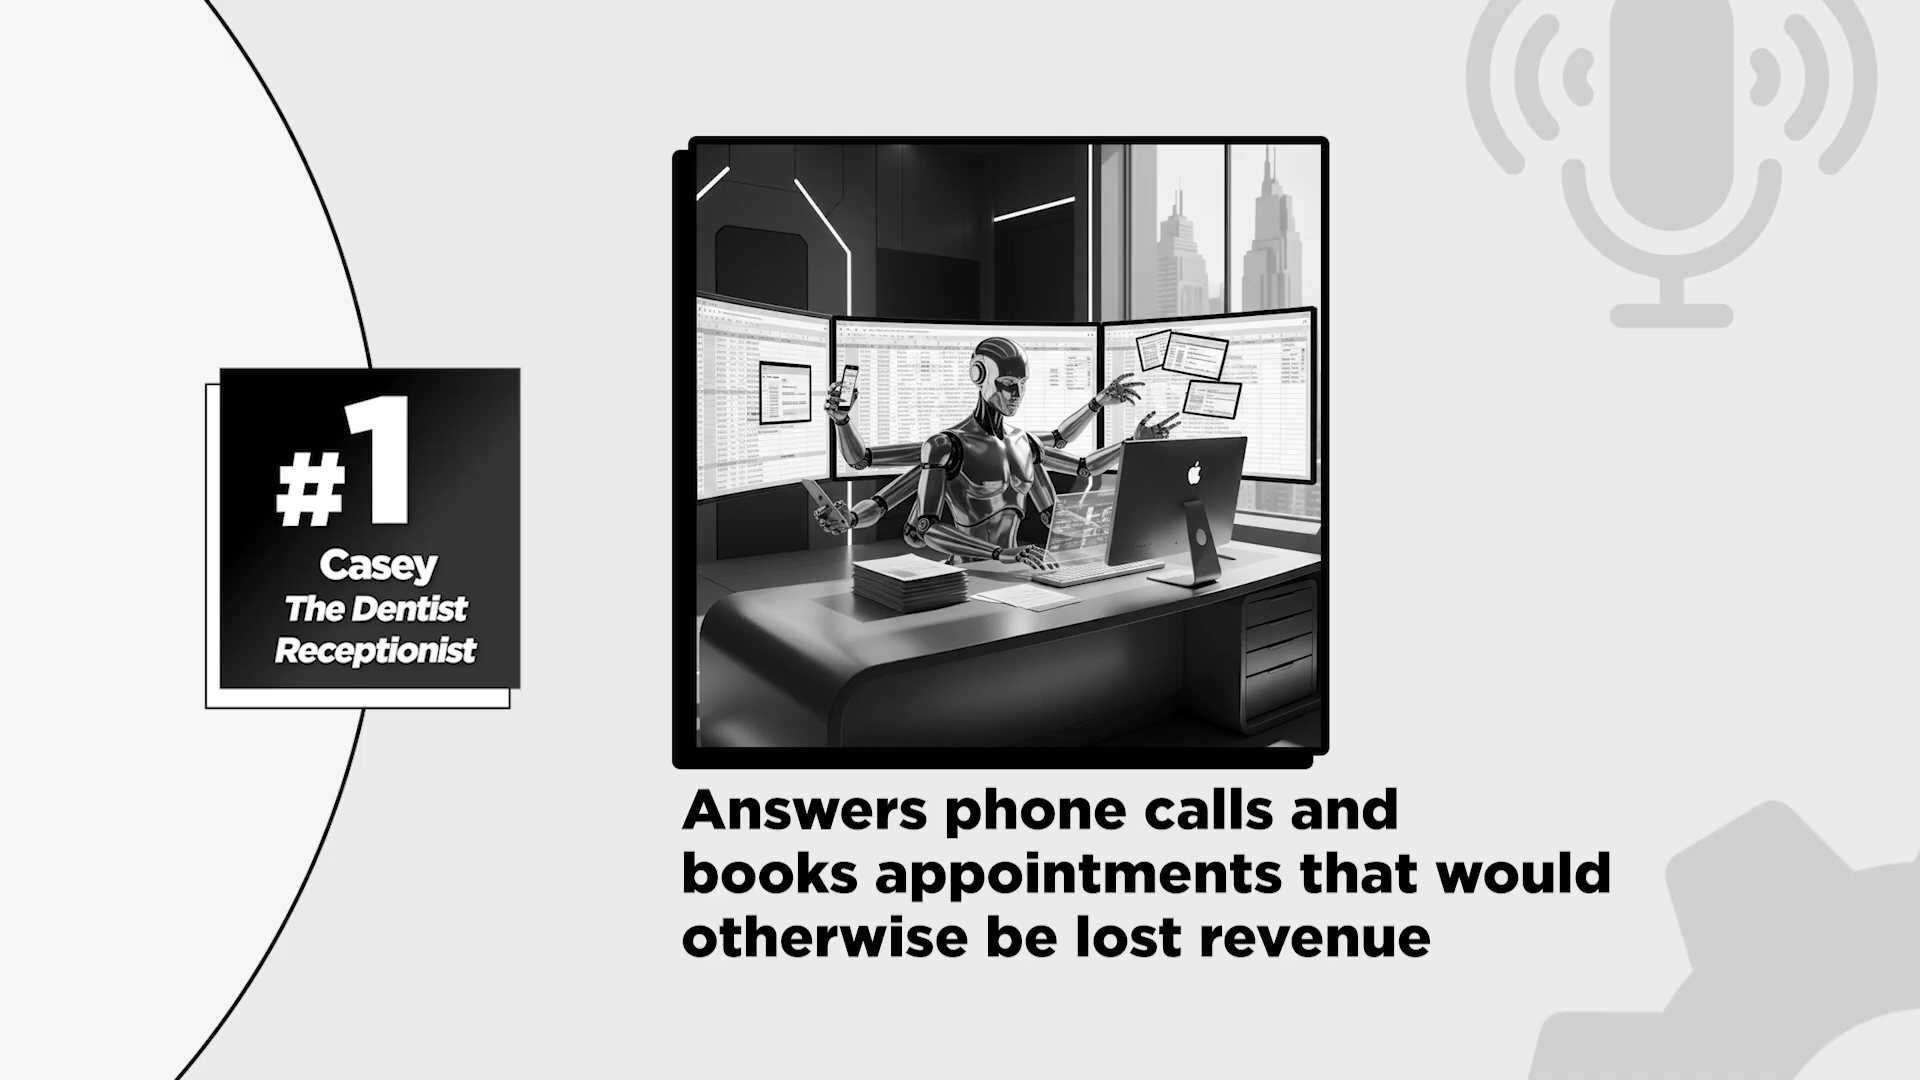 #1
Casey
The Dentist
Receptionist
Answers phone calls and
books appointments that would
otherwise be lost revenue